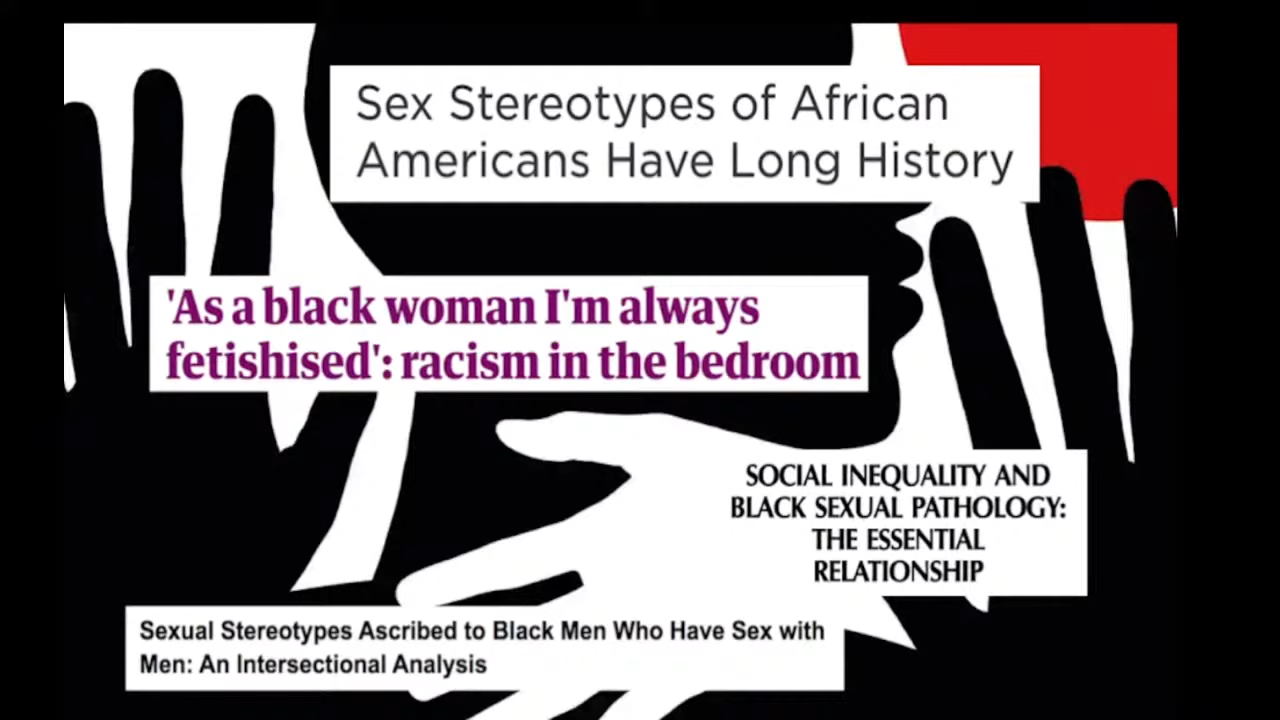 Sex Stereotypes of African
Americans Have Long History
'As a black woman I'm always
fetishised': racism in the bedroom
SOCIAL INEQUALITY AND
BLACK SEXUAL PATHOLOGY:
THE ESSENTIAL
RELATIONSHIP
Sexual Stereotypes Ascribed to Black Men Who Have Sex with
Men: An Intersectional Analysis